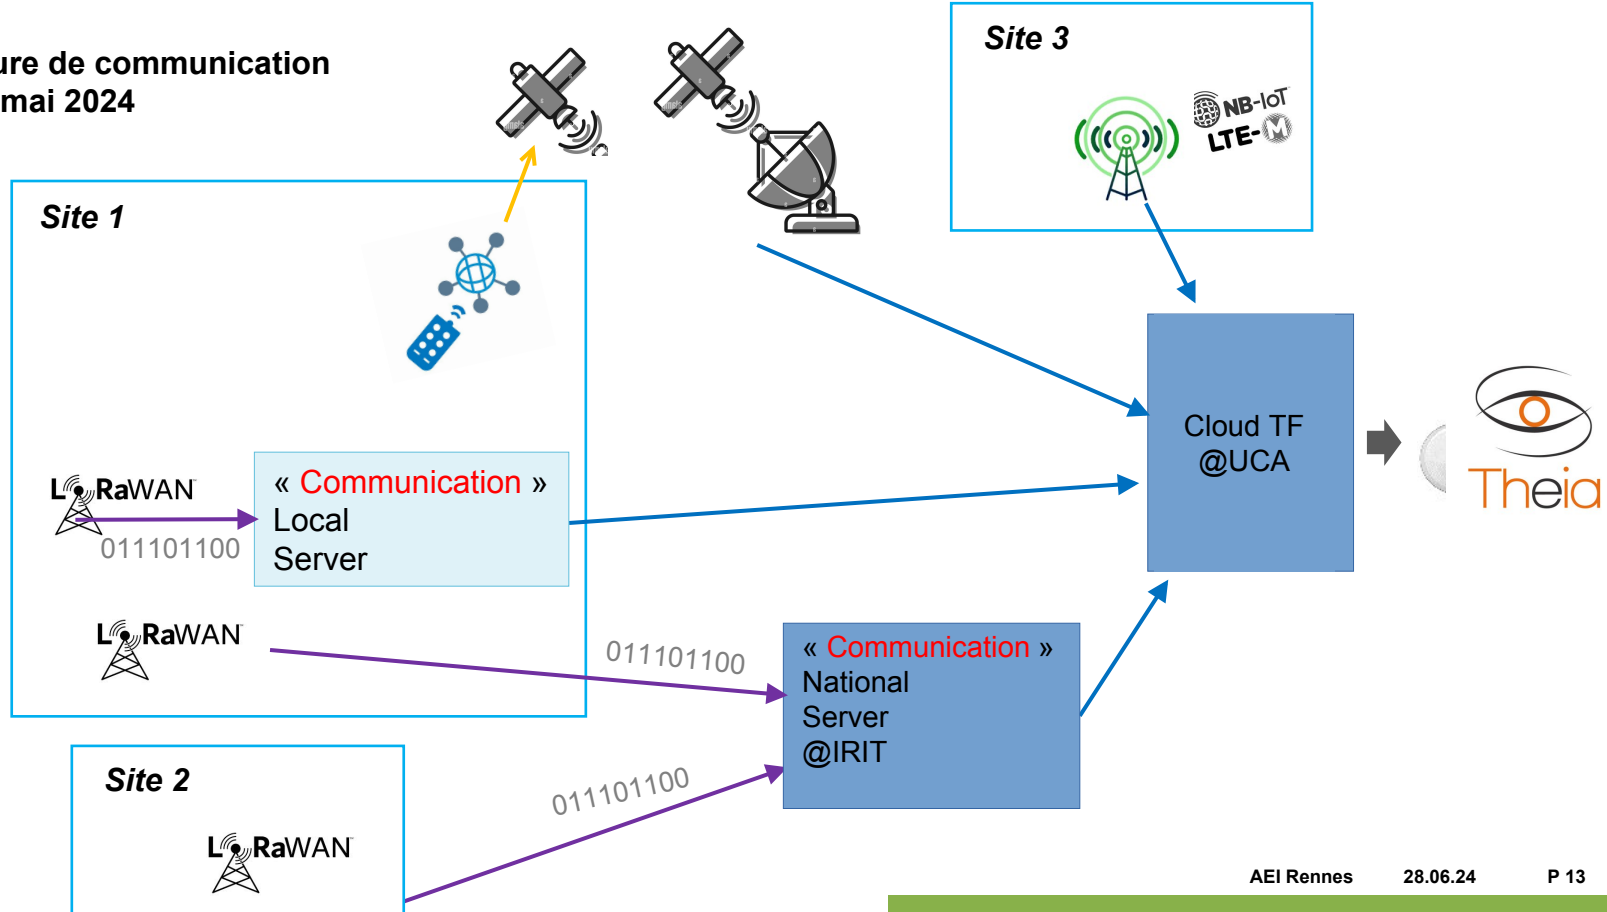 ure de communication
mai 2024
Site 1
Site 3
NB-IoT
LTE-M
LoRaWAN
011101100
« Communication »
Local
Server
Cloud TF
@UCA
Theia
LoRaWAN
011101100
« Communication »
National
Server
@IRIT
Site 2
011101100
LoRaWAN
AEI Rennes 28.06.24 P 13